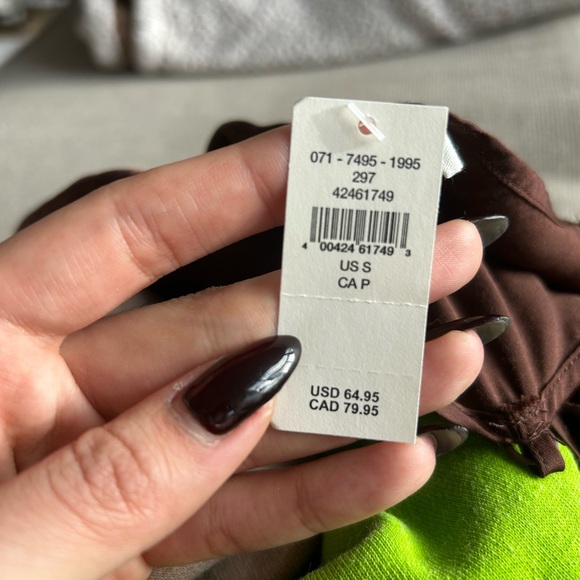 071 - 7495 - 1995
297
42461749
4 00424 61749 3
US S
CA P
USD 64.95
CAD 79.95